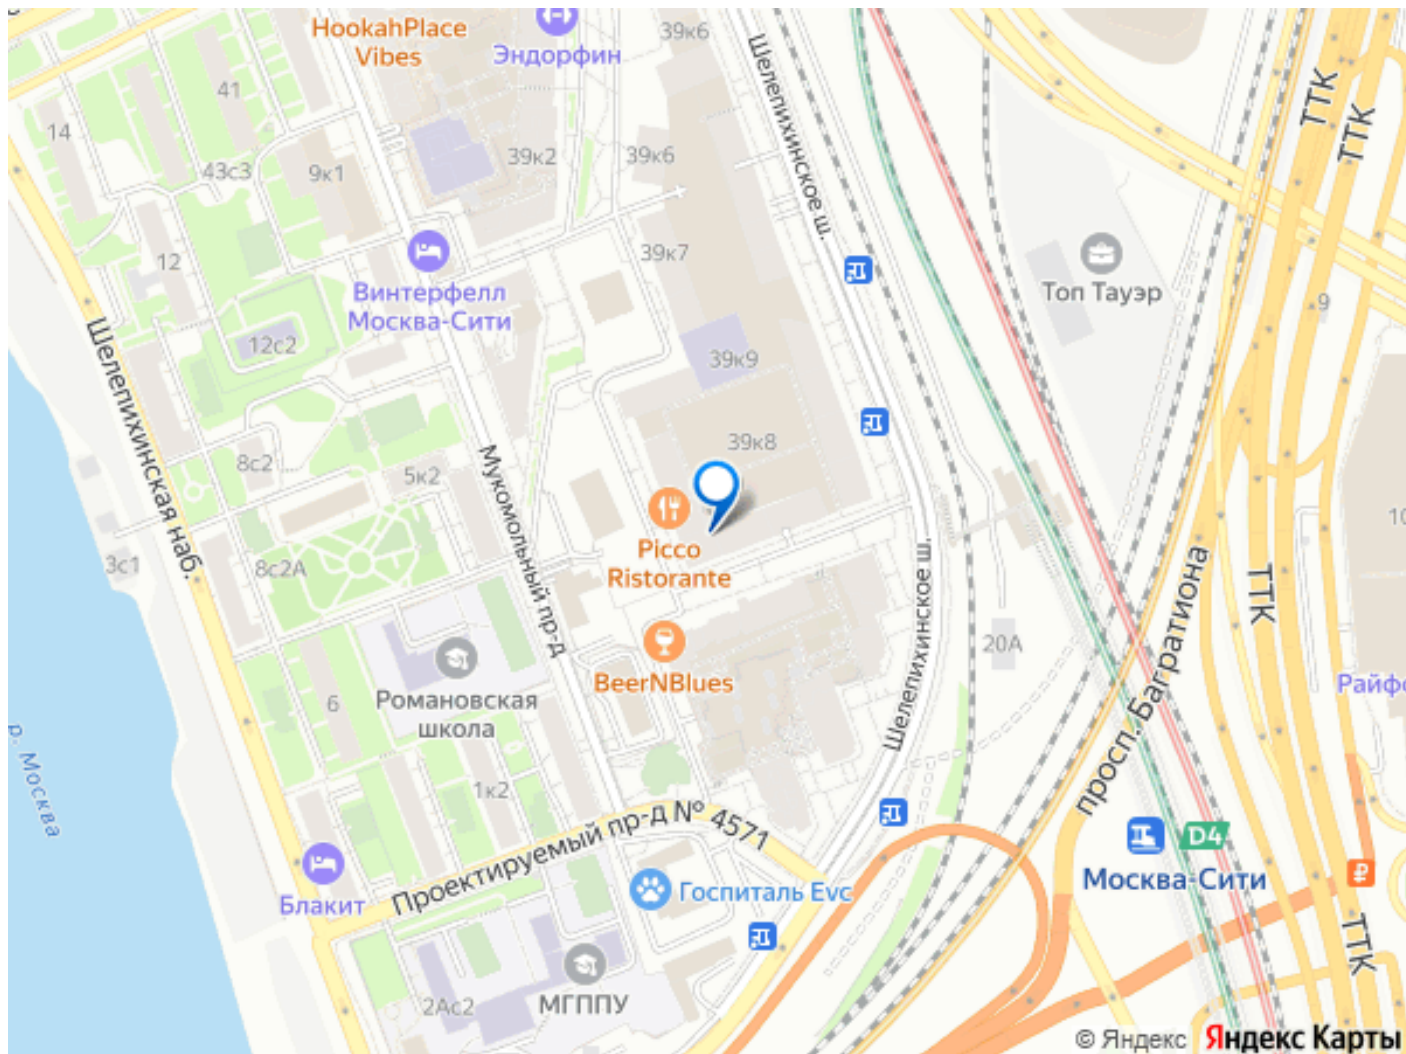 HookahPlace
Vibes
Эндорфин
39к6
Шелепихинское ш.
ТТК
ТТК
41
14
43с3
9к1
39к2
39к6
12
39к7
Винтерфелл
Москва-Сити
Топ Тауэр
9
12с2
39к9
Шелепихинская наб.
39к8
8с2
5к2
Мукомольный пр-д
10
3с1
8с2А
Picco
Ristorante
Шелепихинское ш.
ТТК
просп. Багратиона
20А
BeerNBlues
Романовская
школа
6
Райфо
р. Москва
1к2
Проектируемый пр-д № 4571
D4
Москва-Сити
₽
Блакит
Госпиталь Evc
ТТК
2Ас2
МГППУ
© Яндекс Яндекс Карты